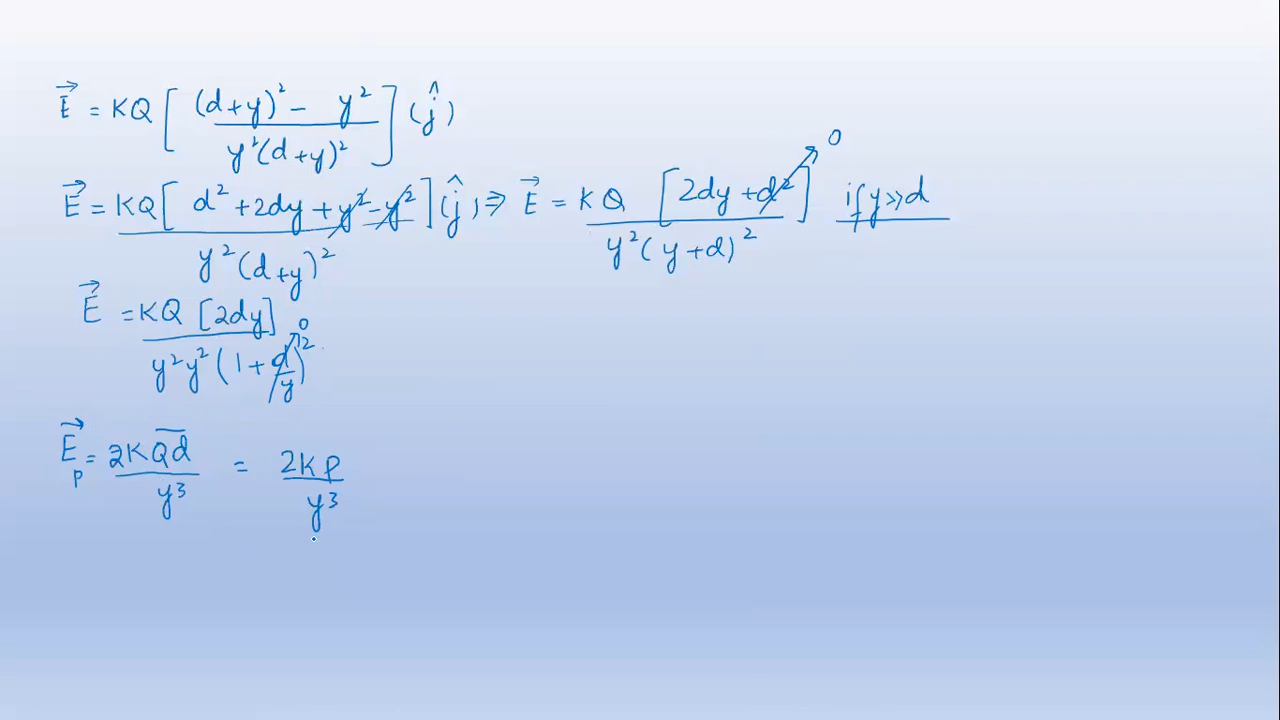 E⃗ = KQ [ (d+y)² − y² / y²(d+y)² ] (ĵ)
E⃗ = KQ [ d² + 2dy + y² − y² ] (ĵ) / y²(d+y)² ⇒ E⃗ = KQ [2dy + d²] / y²(y+d)² if y≫d
0
E⃗ = KQ [2dy] / y²y²(1 + d/y)²
0
E⃗p = 2KQd / y³ = 2KP / y³